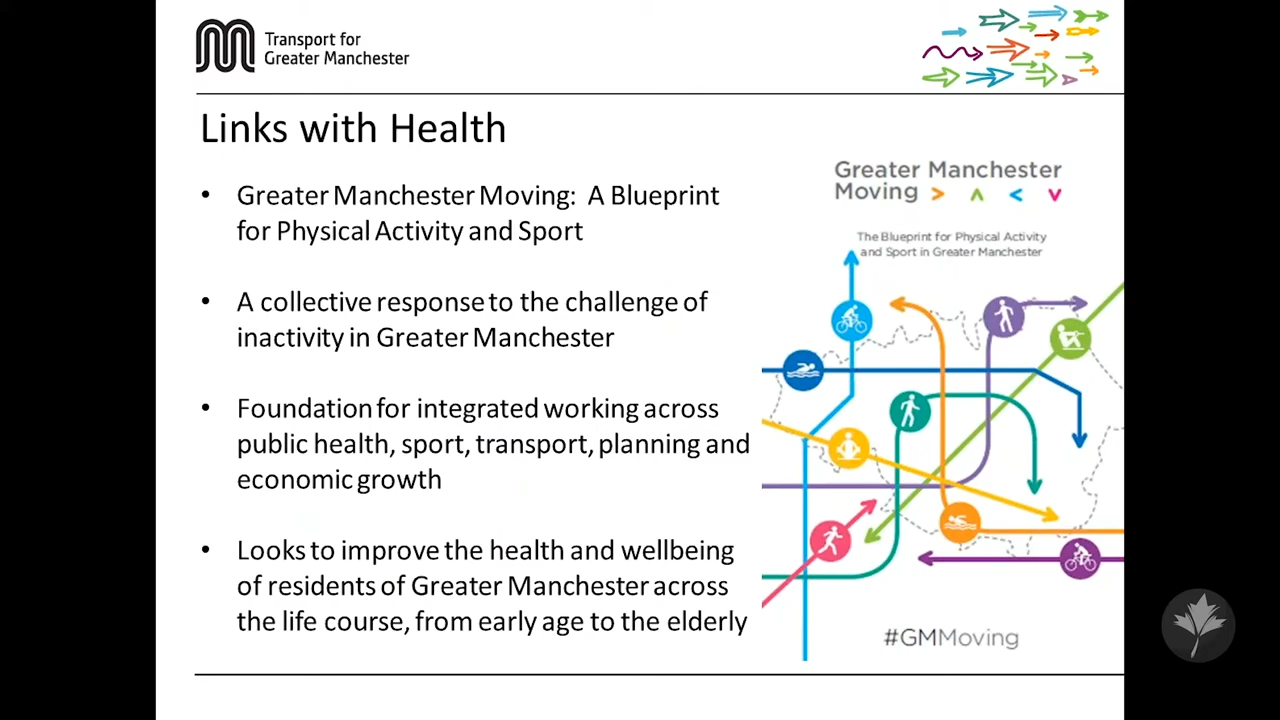 Transport for
Greater Manchester
Links with Health
• Greater Manchester Moving: A Blueprint
for Physical Activity and Sport
• A collective response to the challenge of
inactivity in Greater Manchester
• Foundation for integrated working across
public health, sport, transport, planning and
economic growth
• Looks to improve the health and wellbeing
of residents of Greater Manchester across
the life course, from early age to the elderly
Greater Manchester
Moving
The Blueprint for Physical Activity
and Sport in Greater Manchester
#GMMoving